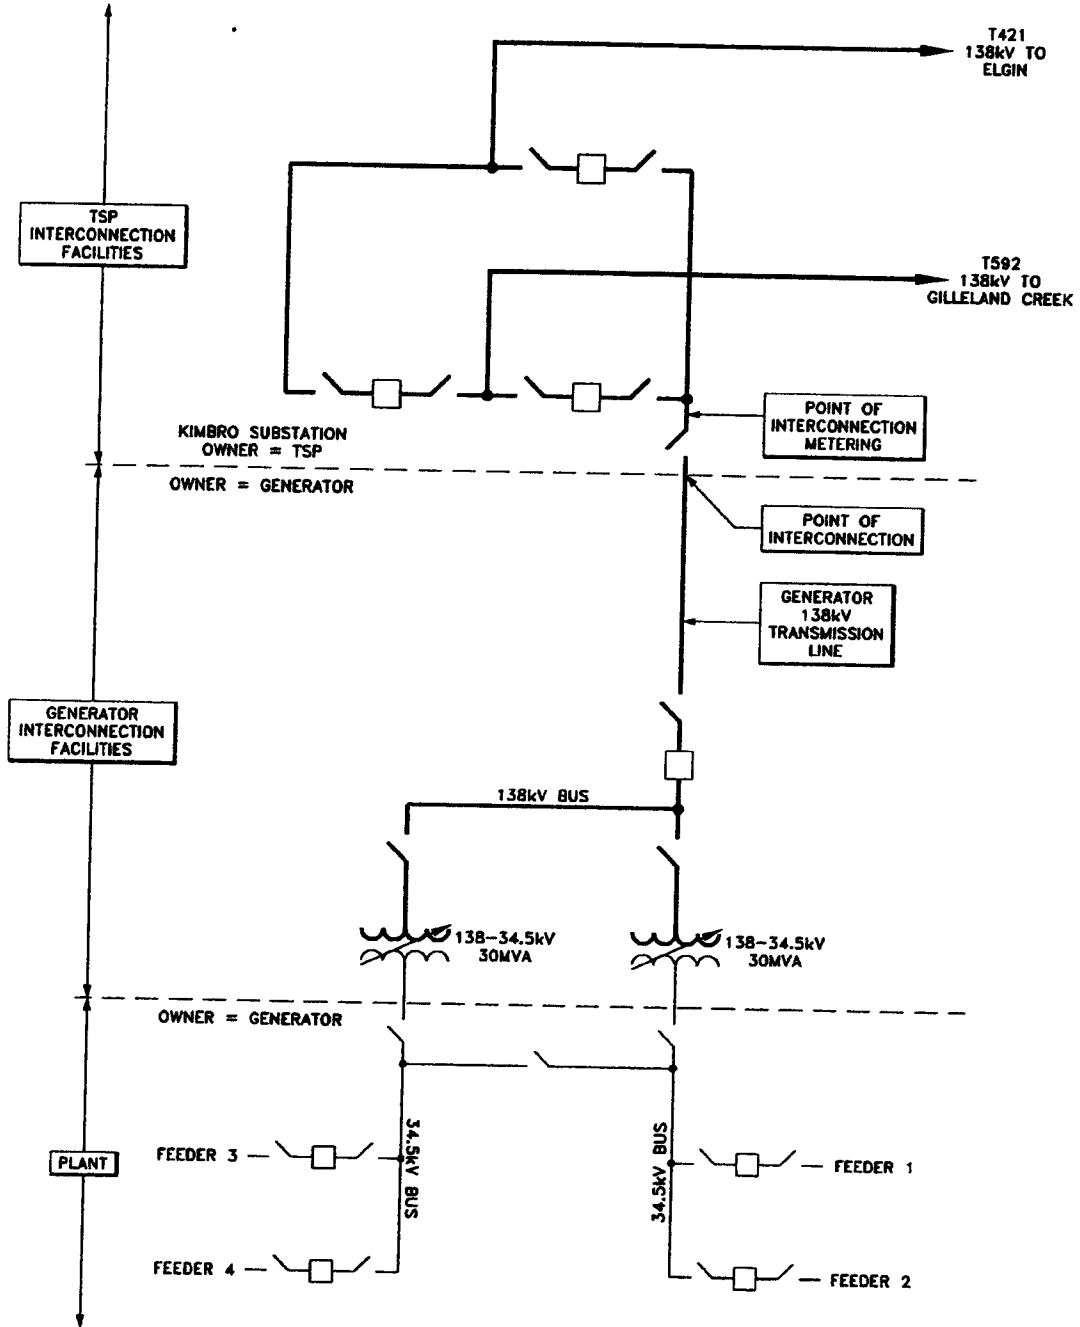 T421
138kV TO
ELGIN
TSP
INTERCONNECTION
FACILITIES
T592
138kV TO
GILLELAND CREEK
POINT OF
INTERCONNECTION
METERING
KIMBRO SUBSTATION
OWNER = TSP
OWNER = GENERATOR
POINT OF
INTERCONNECTION
GENERATOR
138kV
TRANSMISSION
LINE
GENERATOR
INTERCONNECTION
FACILITIES
138kV BUS
138-34.5kV
30MVA
138-34.5kV
30MVA
OWNER = GENERATOR
34.5kV BUS
34.5kV BUS
FEEDER 3
PLANT
FEEDER 1
FEEDER 4
FEEDER 2